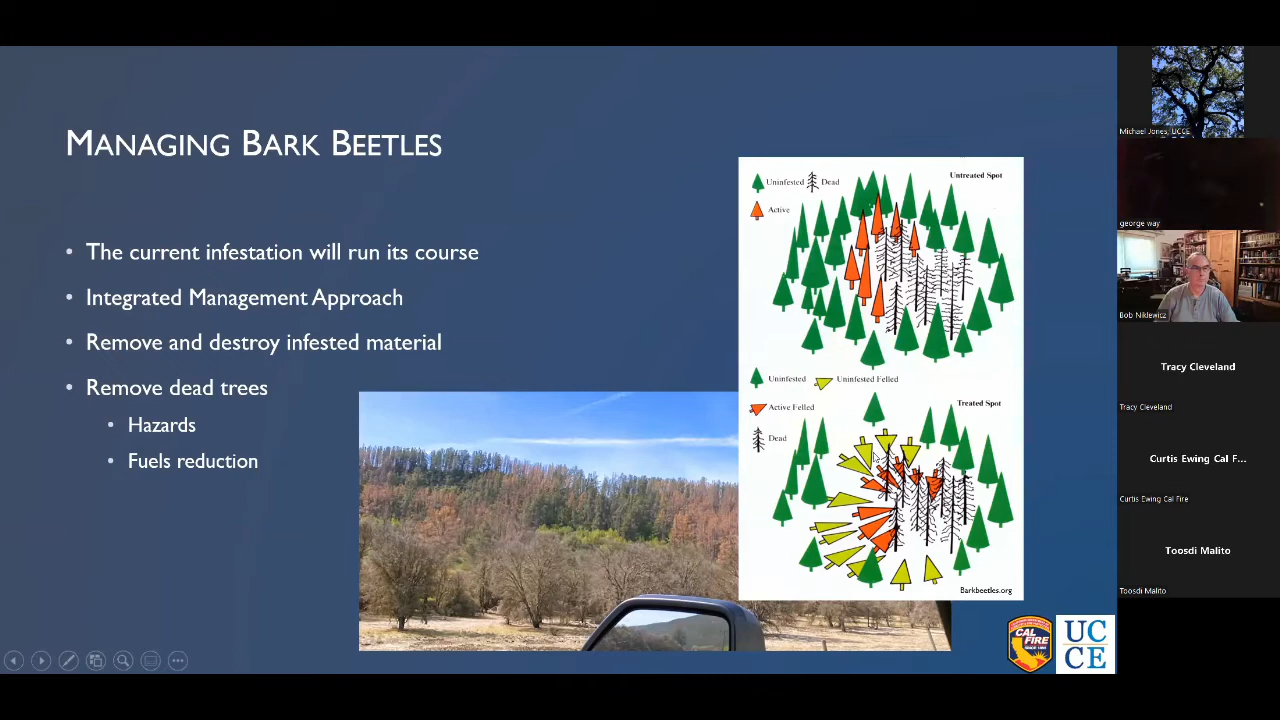 MANAGING BARK BEETLES
• The current infestation will run its course
• Integrated Management Approach
• Remove and destroy infested material
• Remove dead trees
• Hazards
• Fuels reduction
Uninfested Dead
Untreated Spot
Active
Uninfested Uninfested Felled
Active Felled
Treated Spot
Dead
Barkbeetles.org
CAL
FIRE
SINCE 1885
UC
CE
Michael Jones, UCCE
george way
Bob Niklewicz
Tracy Cleveland
Tracy Cleveland
Curtis Ewing Cal F...
Curtis Ewing Cal Fire
Toosdi Malito
Toosdi Malito